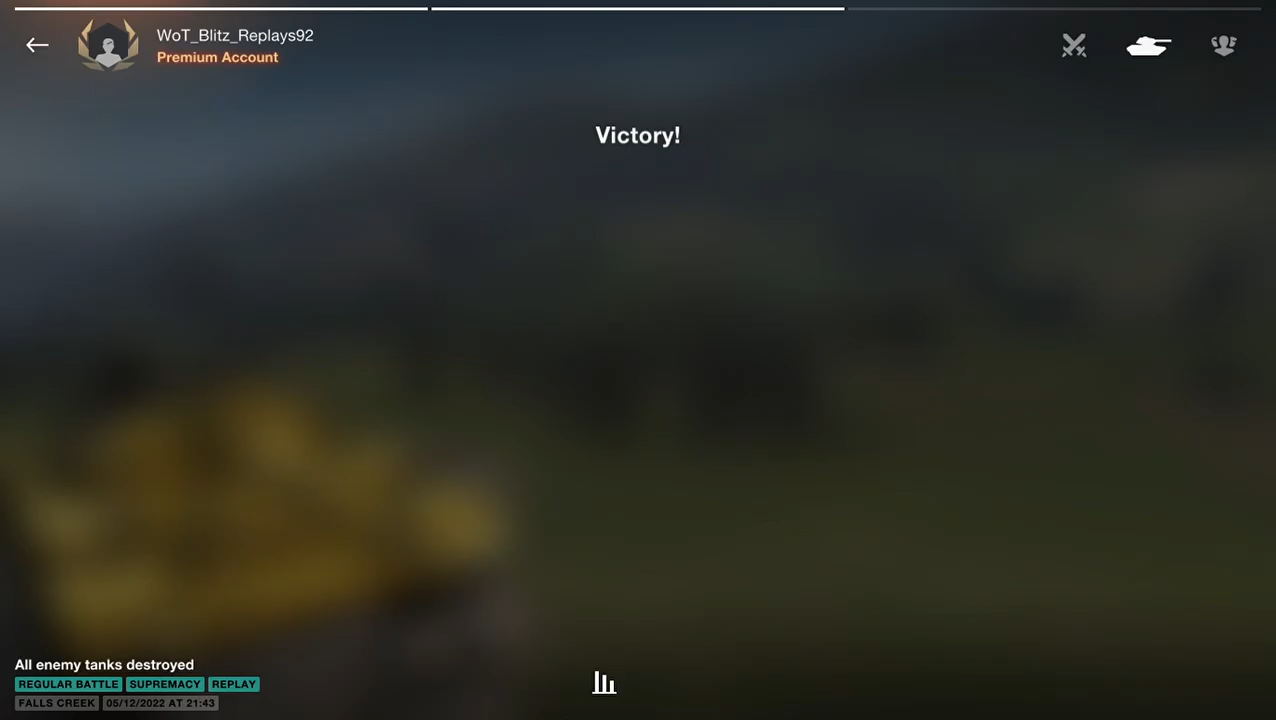 WoT_Blitz_Replays92
Premium Account
Victory!
All enemy tanks destroyed
REGULAR BATTLE SUPREMACY REPLAY
FALLS CREEK 05/12/2022 AT 21:43